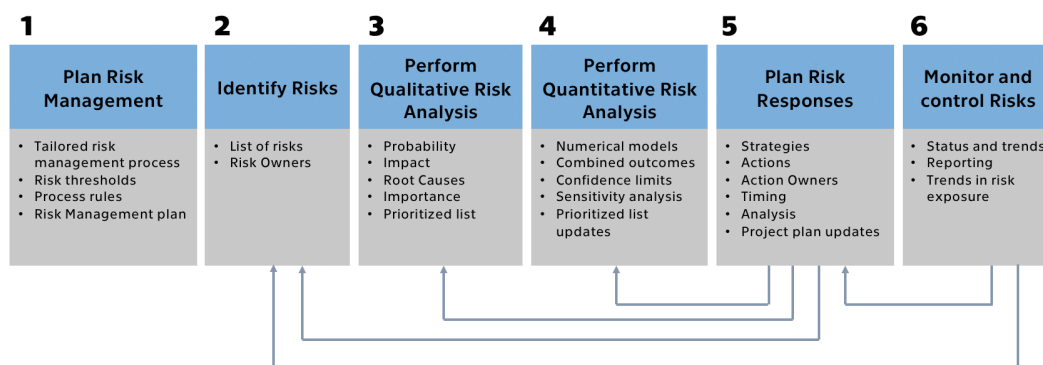 1
Plan Risk
Management
• Tailored risk
management process
• Risk thresholds
• Process rules
• Risk Management plan
2
Identify Risks
• List of risks
• Risk Owners
3
Perform
Qualitative Risk
Analysis
• Probability
• Impact
• Root Causes
• Importance
• Prioritized list
4
Perform
Quantitative Risk
Analysis
• Numerical models
• Combined outcomes
• Confidence limits
• Sensitivity analysis
• Prioritized list
updates
5
Plan Risk
Responses
• Strategies
• Actions
• Action Owners
• Timing
• Analysis
• Project plan updates
6
Monitor and
control Risks
• Status and trends
• Reporting
• Trends in risk
exposure